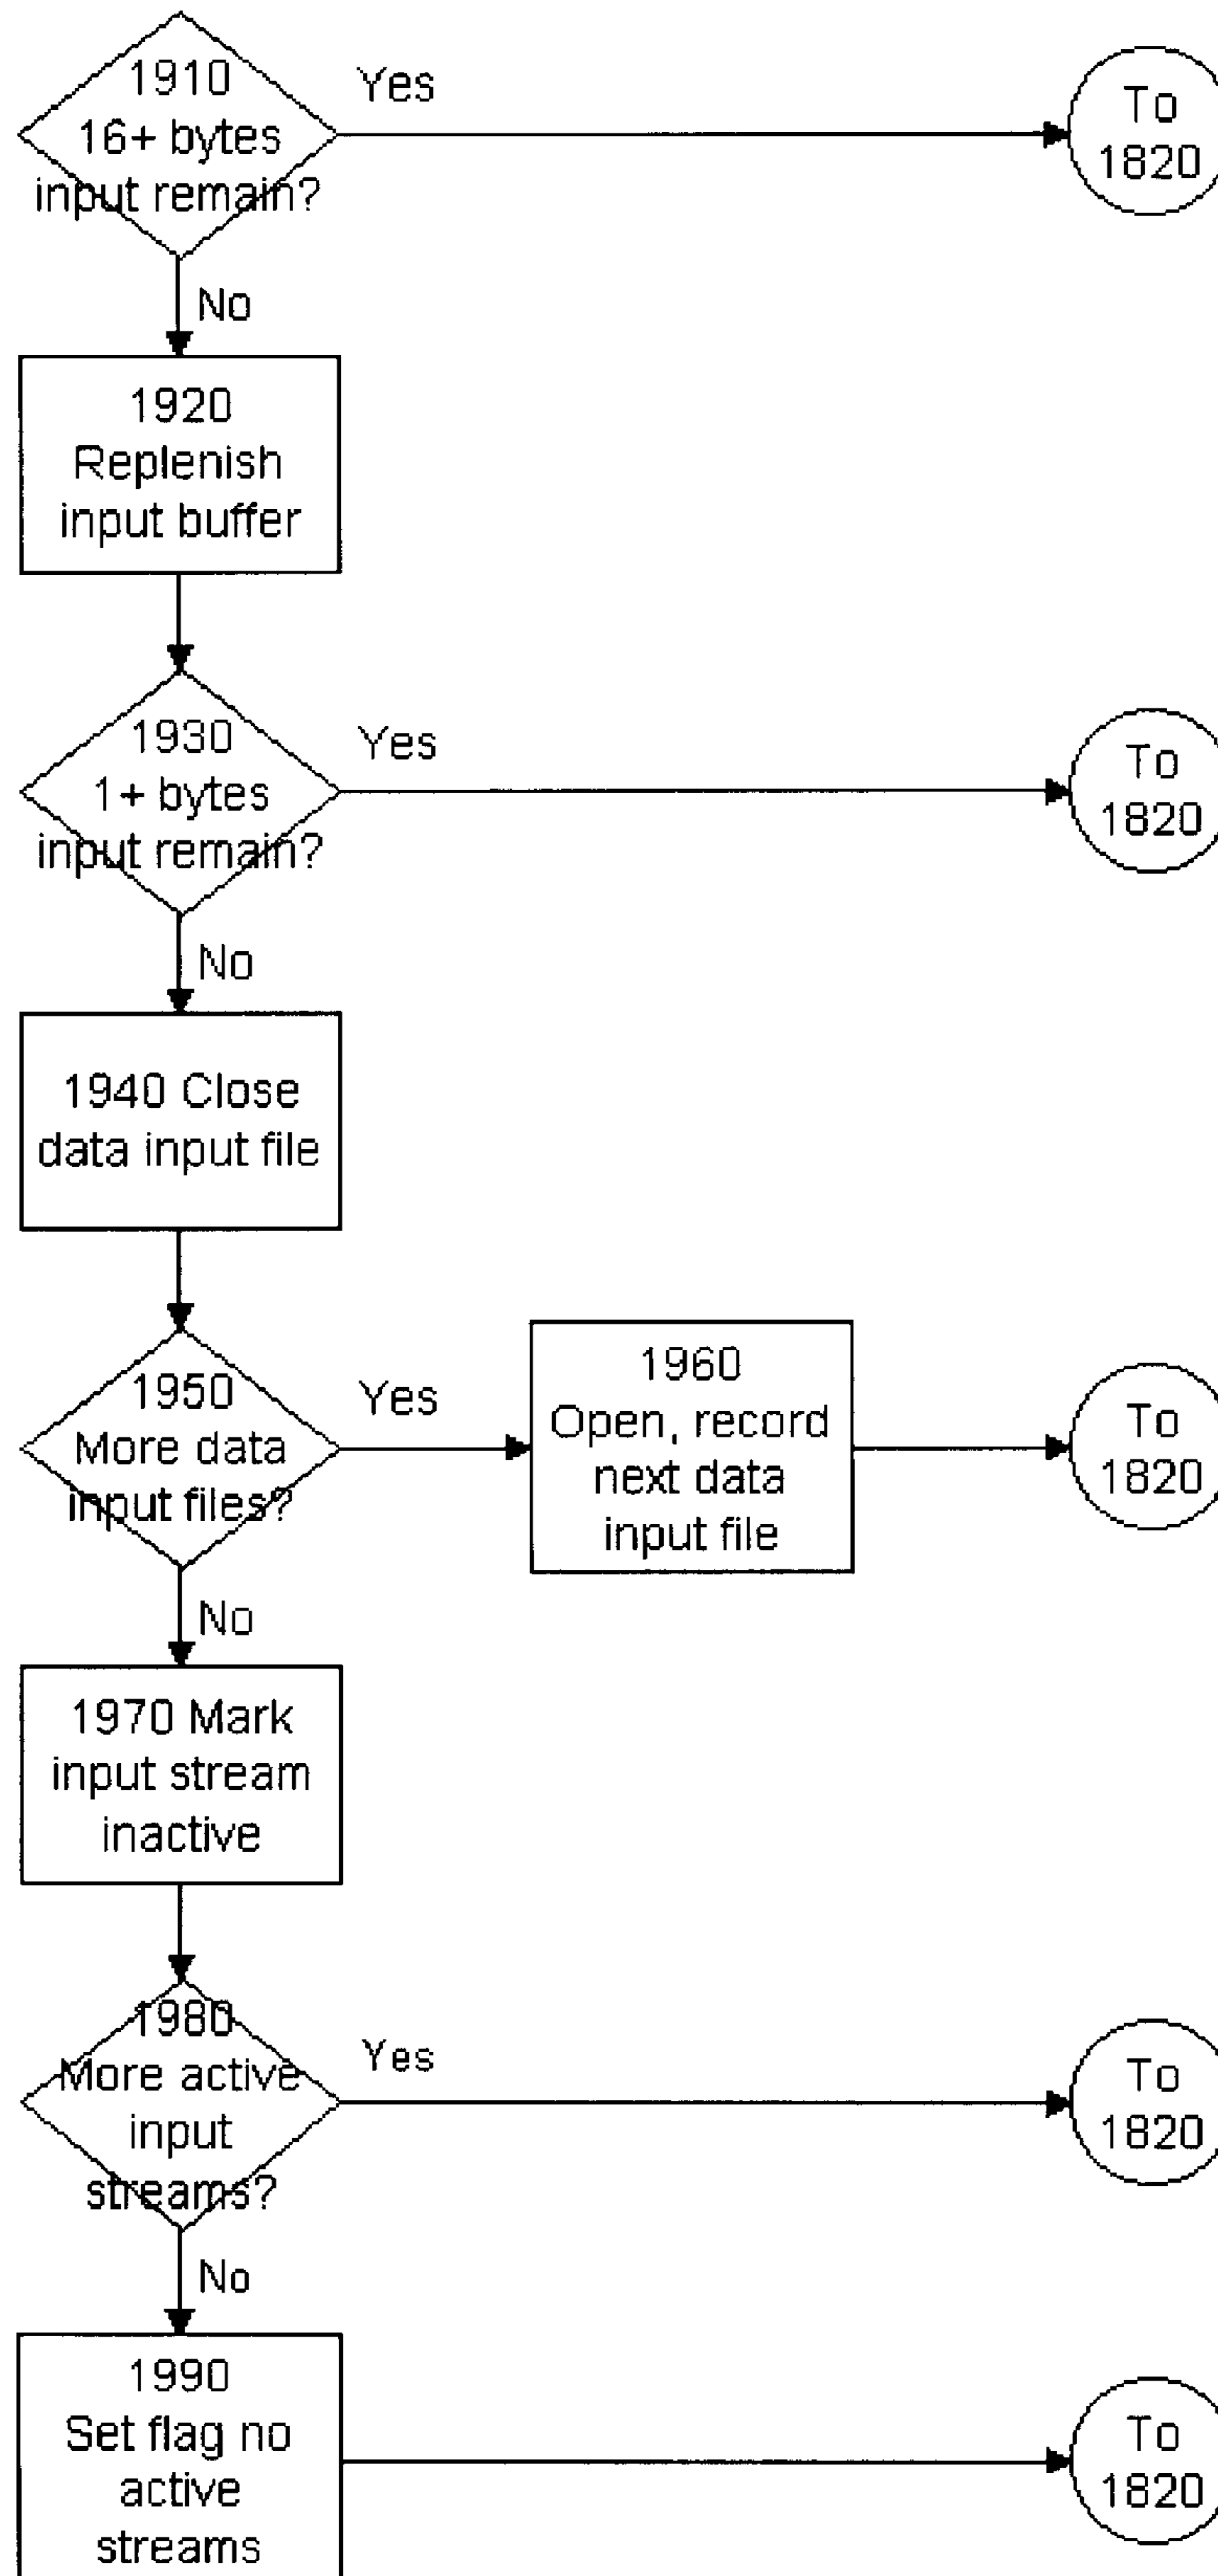 1910
16+ bytes
input remain?
Yes
To
1820
No
1920
Replenish
input buffer
1930
1+ bytes
input remain?
Yes
To
1820
No
1940 Close
data input file
1950
More data
input files?
Yes
1960
Open, record
next data
input file
To
1820
No
1970 Mark
input stream
inactive
1980
More active
input
streams?
Yes
To
1820
No
1990
Set flag no
active
streams
To
1820